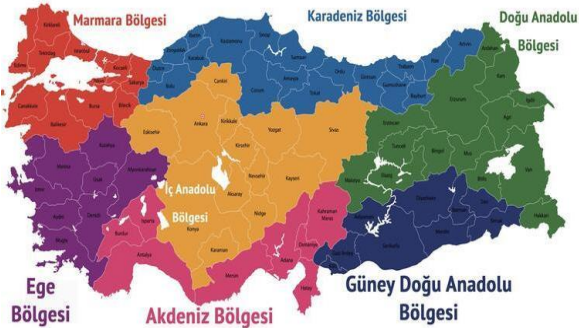 Marmara Bölgesi
Karadeniz Bölgesi
Doğu Anadolu
Bölgesi
Kırklareli
Edirne
Tekirdağ
İstanbul
Kocaeli
Yalova
Sakarya
Çanakkale
Balıkesir
Bursa
Bilecik
Düzce
Bolu
Zonguldak
Bartın
Karabük
Kastamonu
Sinop
Çorum
Samsun
Amasya
Tokat
Ordu
Giresun
Gümüşhane
Trabzon
Bayburt
Rize
Artvin
Ardahan
Kars
Iğdır
Ağrı
Erzurum
Erzincan
Tunceli
Bingöl
Muş
Van
Bitlis
Elazığ
Malatya
Hakkari
Eskişehir
Ankara
Çankırı
Kırıkkale
Kırşehir
Yozgat
Sivas
Nevşehir
Kayseri
Aksaray
Niğde
Konya
Karaman
İç Anadolu
Bölgesi
Kütahya
Manisa
Uşak
Afyonkarahisar
İzmir
Aydın
Denizli
Muğla
Isparta
Burdur
Antalya
Mersin
Adana
Osmaniye
Hatay
Kahraman
Maraş
Adıyaman
Gaziantep
Şanlıurfa
Diyarbakır
Mardin
Batman
Siirt
Şırnak
Ege
Bölgesi
Akdeniz Bölgesi
Güney Doğu Anadolu
Bölgesi